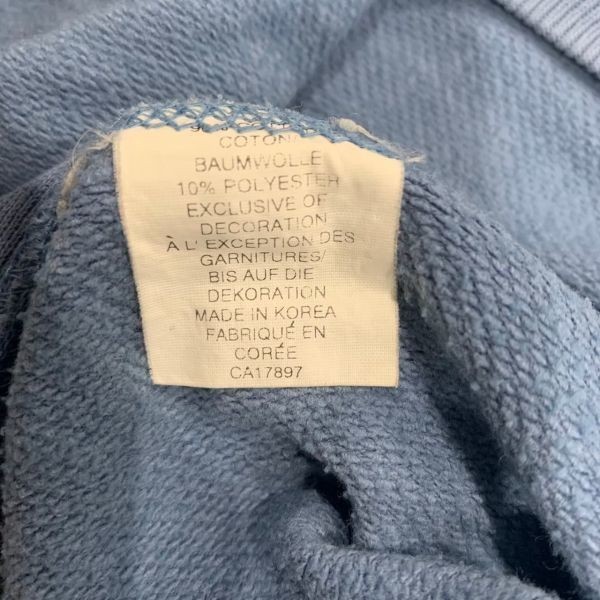 COTON/
BAUMWOLLE
10% POLYESTER
EXCLUSIVE OF
DECORATION
À L' EXCEPTION DES
GARNITURES/
BIS AUF DIE
DEKORATION
MADE IN KOREA
FABRIQUÉ EN
CORÉE
CA17897